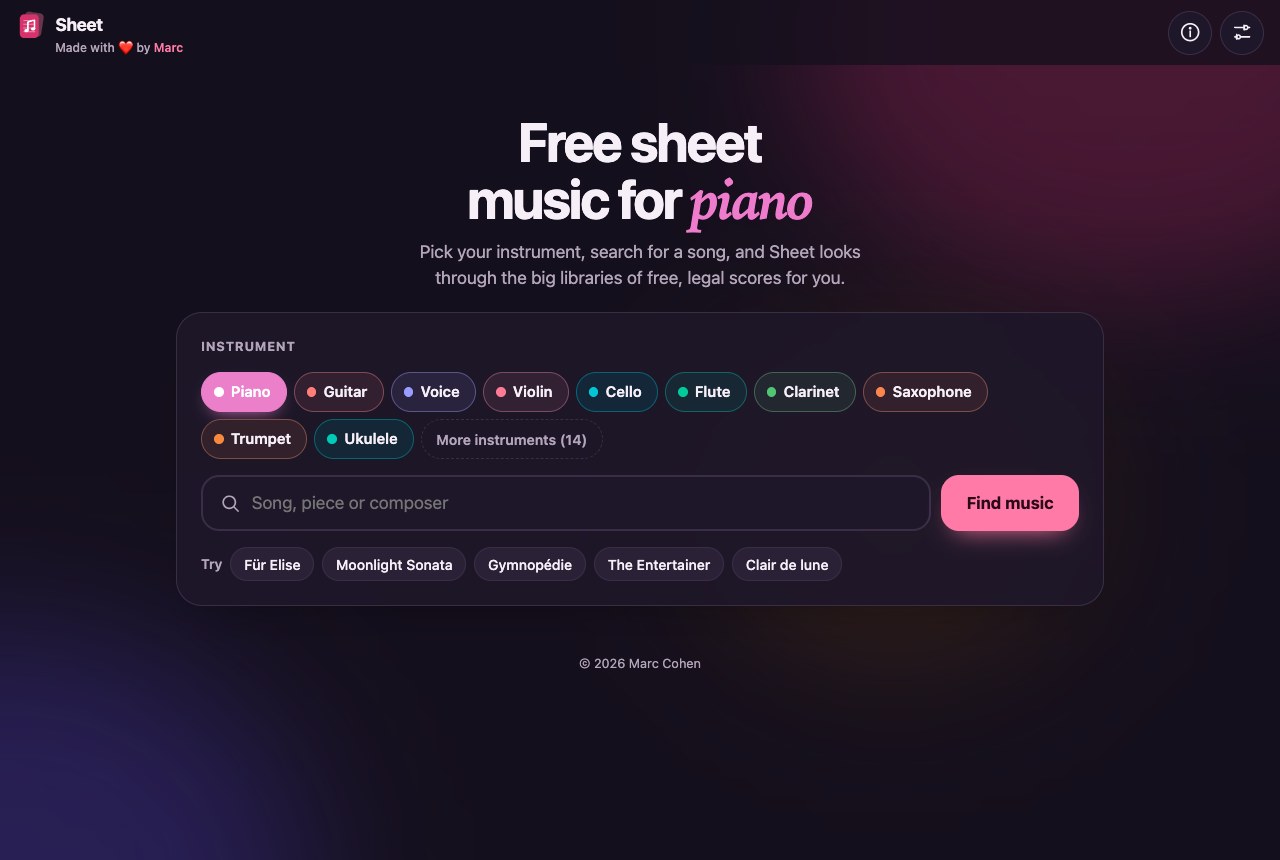 Sheet
Made with ❤️ by Marc
Free sheet
music for piano
Pick your instrument, search for a song, and Sheet looks
through the big libraries of free, legal scores for you.
INSTRUMENT
Piano
Guitar
Voice
Violin
Cello
Flute
Clarinet
Saxophone
Trumpet
Ukulele
More instruments (14)
Song, piece or composer
Find music
Try
Für Elise
Moonlight Sonata
Gymnopédie
The Entertainer
Clair de lune
© 2026 Marc Cohen